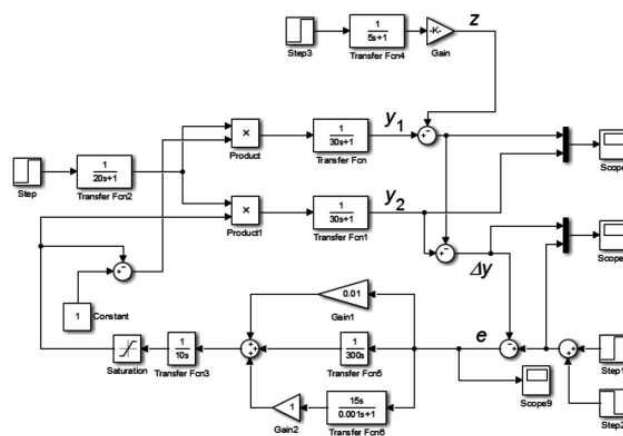 z
1
5s+1
-K-
Step3
Transfer Fcn4
Gain
y1
×
1
30s+1
Product
Transfer Fcn
Scope
1
20s+1
Step
Transfer Fcn2
y2
×
1
30s+1
Product1
Transfer Fcn1
Scope
Δy
1
Constant
0.01
Gain1
e
1
10s
1
300s
Saturation
Transfer Fcn3
Transfer Fcn5
Step1
Scope9
1
15s
0.001s+1
Gain2
Transfer Fcn6
Step2